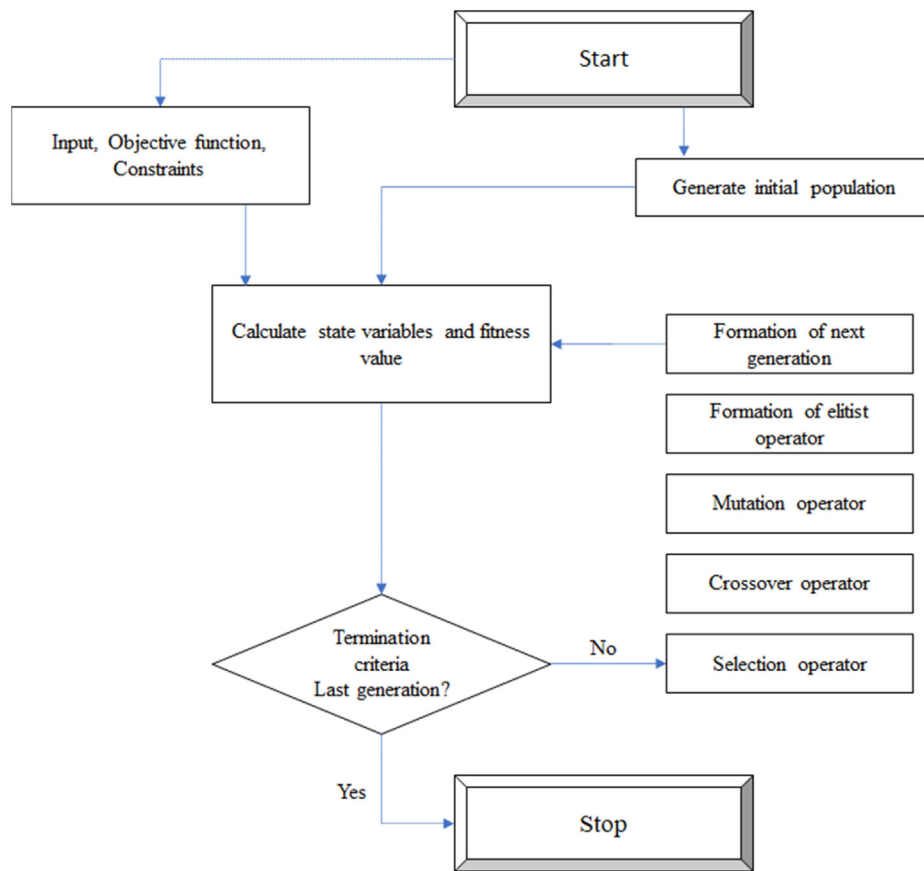 Start
Input, Objective function,
Constraints
Generate initial population
Calculate state variables and fitness
value
Formation of next
generation
Formation of elitist
operator
Mutation operator
Crossover operator
Termination
criteria
Last generation?
No
Selection operator
Yes
Stop